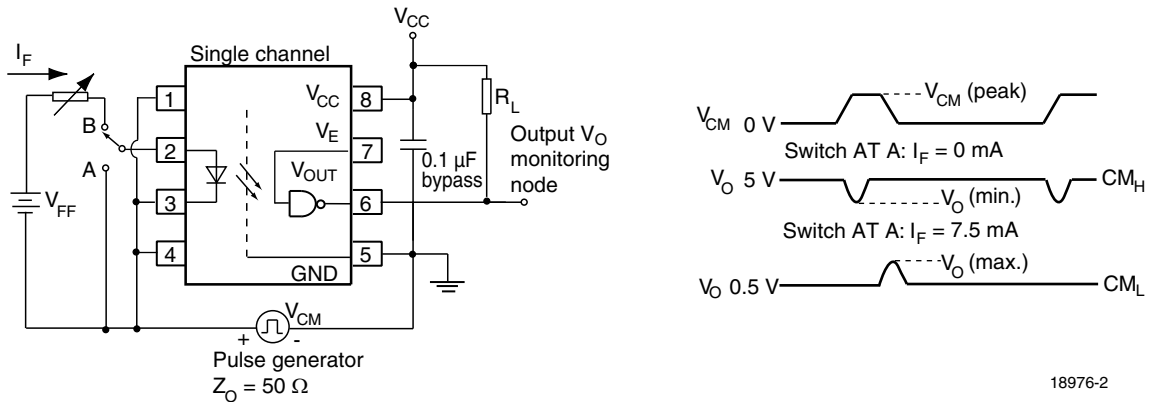 V_CC
Single channel
I_F
B
A
V_FF
1
2
3
4
V_CC
V_E
V_OUT
GND
8
7
6
5
R_L
0.1 µF
bypass
Output V_O
monitoring
node
V_CM
+ -
Pulse generator
Z_O = 50 Ω
V_CM (peak)
V_CM 0 V
Switch AT A: I_F = 0 mA
V_O 5 V
CM_H
V_O (min.)
Switch AT A: I_F = 7.5 mA
V_O (max.)
V_O 0.5 V
CM_L
18976-2